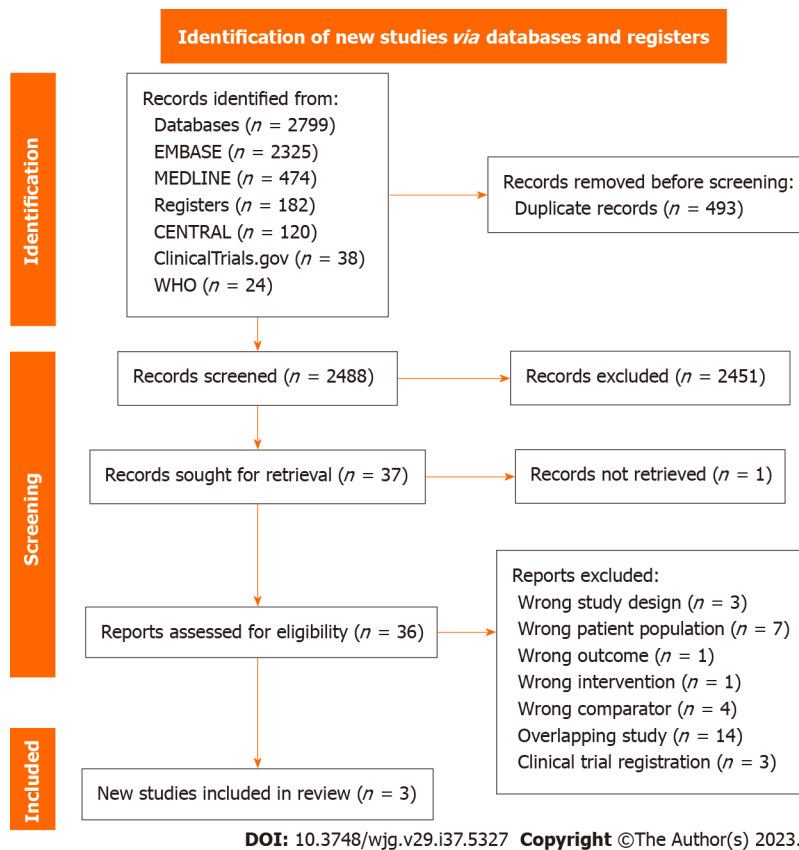 Identification of new studies via databases and registers
Identification
Records identified from:
Databases (n = 2799)
EMBASE (n = 2325)
MEDLINE (n = 474)
Registers (n = 182)
CENTRAL (n = 120)
ClinicalTrials.gov (n = 38)
WHO (n = 24)
Records removed before screening:
Duplicate records (n = 493)
Screening
Records screened (n = 2488)
Records excluded (n = 2451)
Records sought for retrieval (n = 37)
Records not retrieved (n = 1)
Reports assessed for eligibility (n = 36)
Reports excluded:
Wrong study design (n = 3)
Wrong patient population (n = 7)
Wrong outcome (n = 1)
Wrong intervention (n = 1)
Wrong comparator (n = 4)
Overlapping study (n = 14)
Clinical trial registration (n = 3)
Included
New studies included in review (n = 3)
DOI: 10.3748/wjg.v29.i37.5327 Copyright ©The Author(s) 2023.